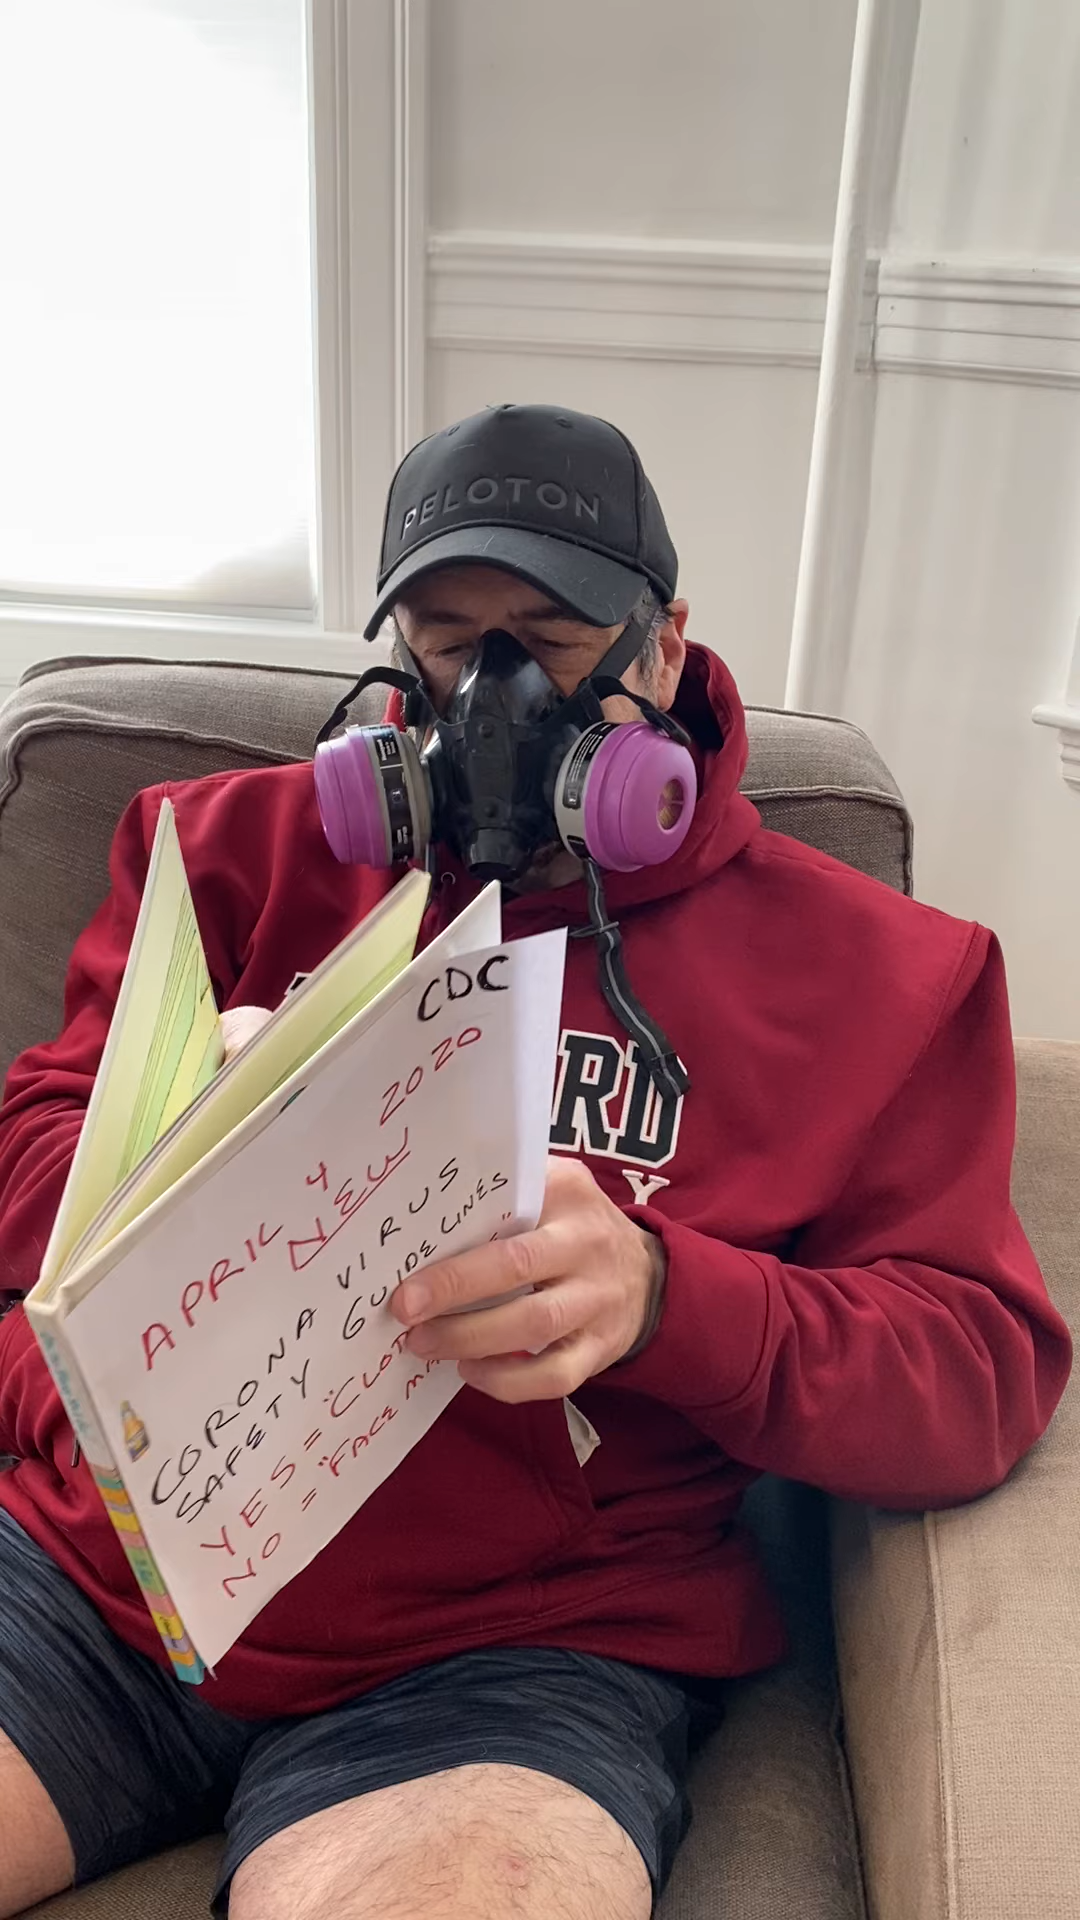 PELOTON
CDC
APRIL 4 2020
NEW
CORONA VIRUS
SAFETY GUIDELINES
YES = "CLOT
NO = "FACE MA
RD
Y